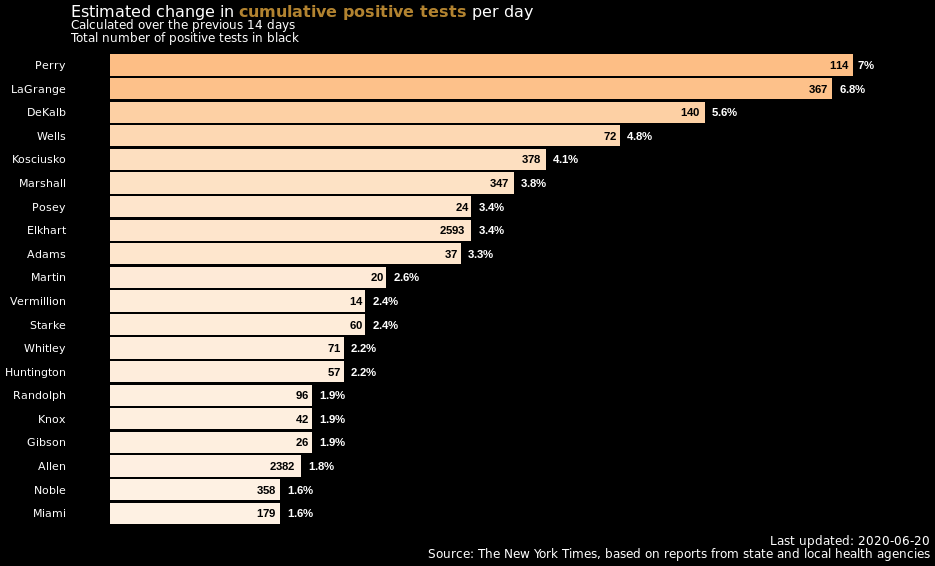 Estimated change in cumulative positive tests per day
Calculated over the previous 14 days
Total number of positive tests in black
Perry 114 7%
LaGrange 367 6.8%
DeKalb 140 5.6%
Wells 72 4.8%
Kosciusko 378 4.1%
Marshall 347 3.8%
Posey 24 3.4%
Elkhart 2593 3.4%
Adams 37 3.3%
Martin 20 2.6%
Vermillion 14 2.4%
Starke 60 2.4%
Whitley 71 2.2%
Huntington 57 2.2%
Randolph 96 1.9%
Knox 42 1.9%
Gibson 26 1.9%
Allen 2382 1.8%
Noble 358 1.6%
Miami 179 1.6%
Last updated: 2020-06-20
Source: The New York Times, based on reports from state and local health agencies